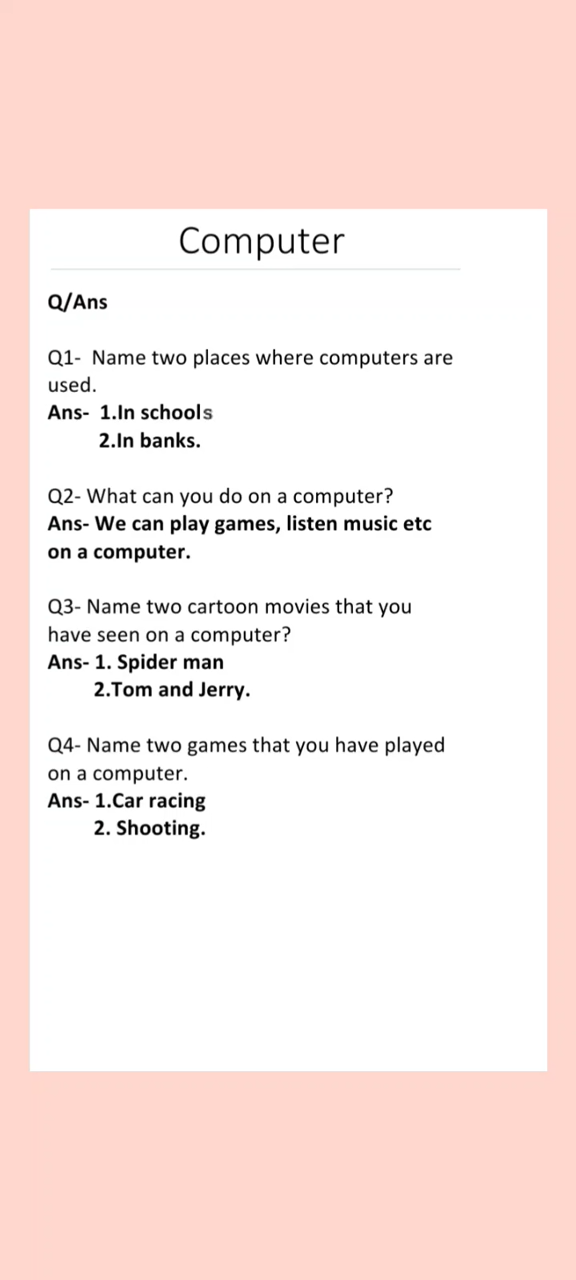 Computer
Q/Ans
Q1-  Name two places where computers are
used.
Ans-  1.In schools
2.In banks.
Q2- What can you do on a computer?
Ans- We can play games, listen music etc
on a computer.
Q3- Name two cartoon movies that you
have seen on a computer?
Ans- 1. Spider man
2.Tom and Jerry.
Q4- Name two games that you have played
on a computer.
Ans- 1.Car racing
2. Shooting.